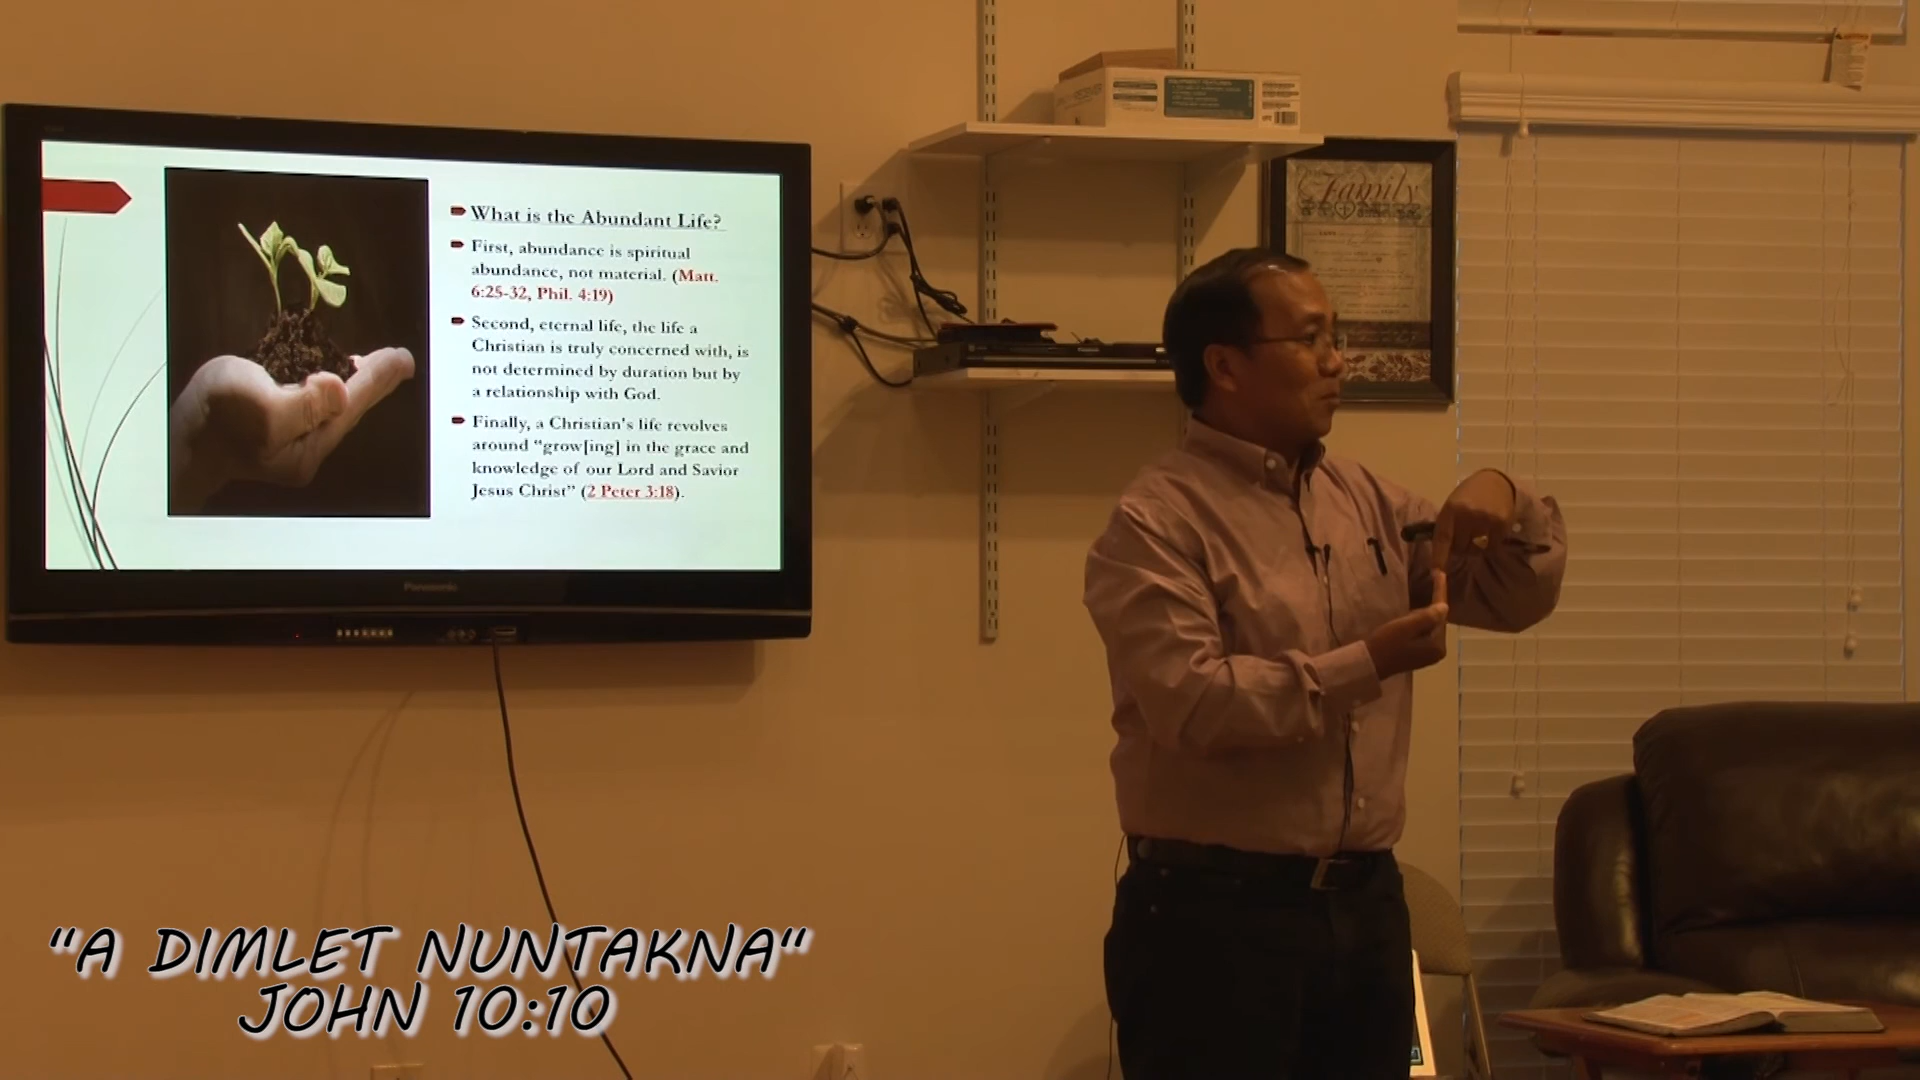 What is the Abundant Life?
First, abundance is spiritual
abundance, not material. (Matt.
6:25-32, Phil. 4:19)
Second, eternal life, the life a
Christian is truly concerned with, is
not determined by duration but by
a relationship with God.
Finally, a Christian's life revolves
around "grow[ing] in the grace and
knowledge of our Lord and Savior
Jesus Christ" (2 Peter 3:18).
Panasonic
Family
"A DIMLET NUNTAKNA"
JOHN 10:10